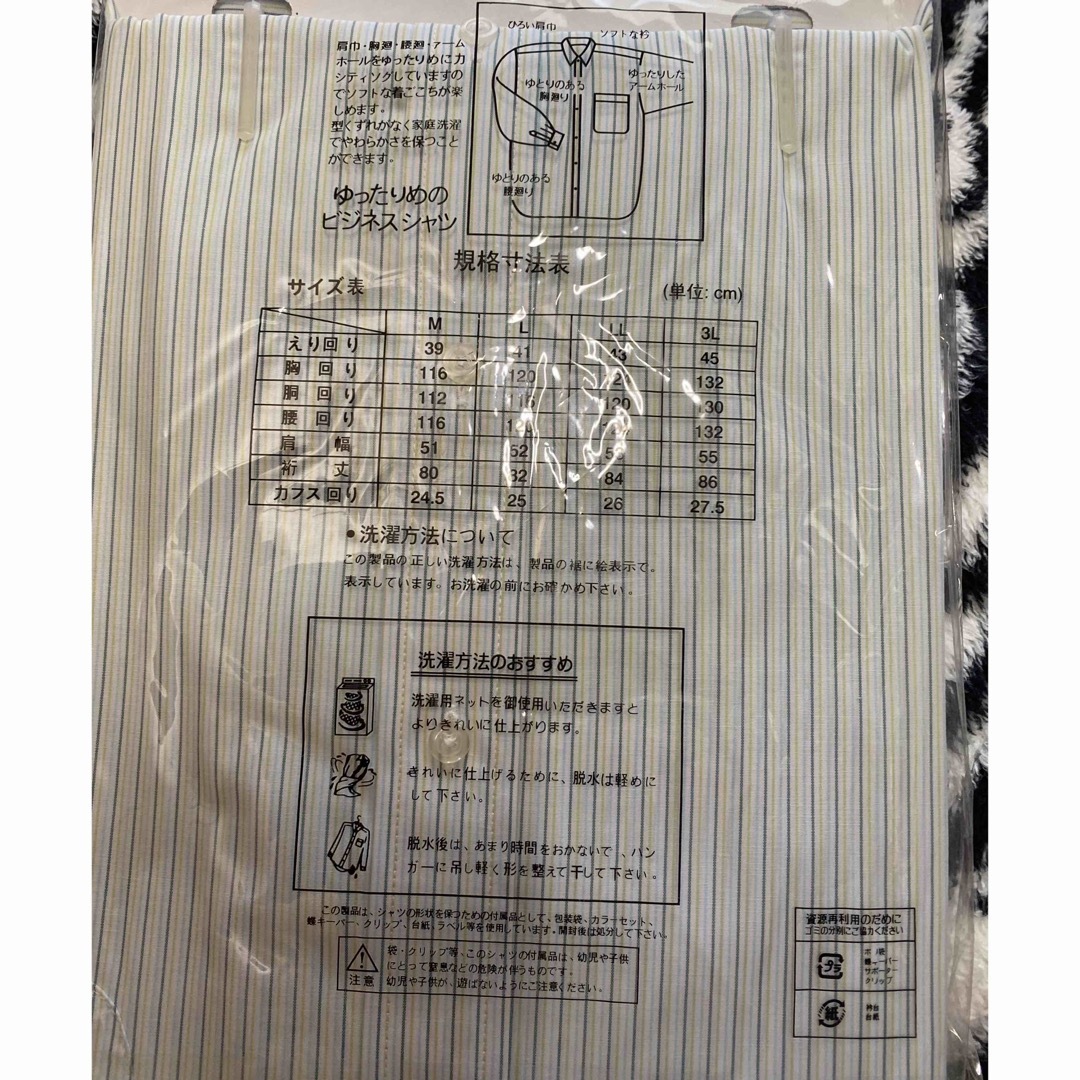 肩巾・胸廻・腰廻・アーム
ホールをゆったりめに力
シティソグしていますの
でソフトな着ごこちが楽
しめます。
型くずれがなく家庭洗濯
でやわらかさを保つこと
ができます。
ゆったりめの
ビジネスシャツ
ひろい肩巾
ソフトな衿
ゆとりのある
胸廻り
ゆったりした
アームホール
ゆとりのある
腰廻り
規格寸法表
サイズ表
(単位: cm)
M L LL 3L
えり回り 39 41 43 45
胸回り 116 120 132
胴回り 112 116 120 130
腰回り 116 132
肩幅 51 52 55
裄丈 80 82 84 86
カフス回り 24.5 25 26 27.5
・洗濯方法について
この製品の正しい洗濯方法は、製品の裾に絵表示で。
表示しています。お洗濯の前にお確かめ下さい。
洗濯方法のおすすめ
洗濯用ネットを御使用いただきますと
よりきれいに仕上がります。
きれいに仕上げるために、脱水は軽めに
して下さい。
脱水後は、あまり時間をおかないで、ハン
ガーに吊し軽く形を整えて干して下さい。
この製品は、シャツの形状を保つための付属品として、包装袋、カラーセット、
蝶キーパー、クリップ、台紙、ラベル等を使用しています。開封後は処分して下さい。
注意
袋・クリップ等、このシャツの付属品は、幼児や子供
にとって窒息などの危険が伴うものです。
幼児や子供が、遊ばないようにご注意ください。
資源再利用のだめに
ゴミの分別にご協力ください
プラ
袋
蝶キーパー
サポーター
クリップ
紙
衿台
台紙